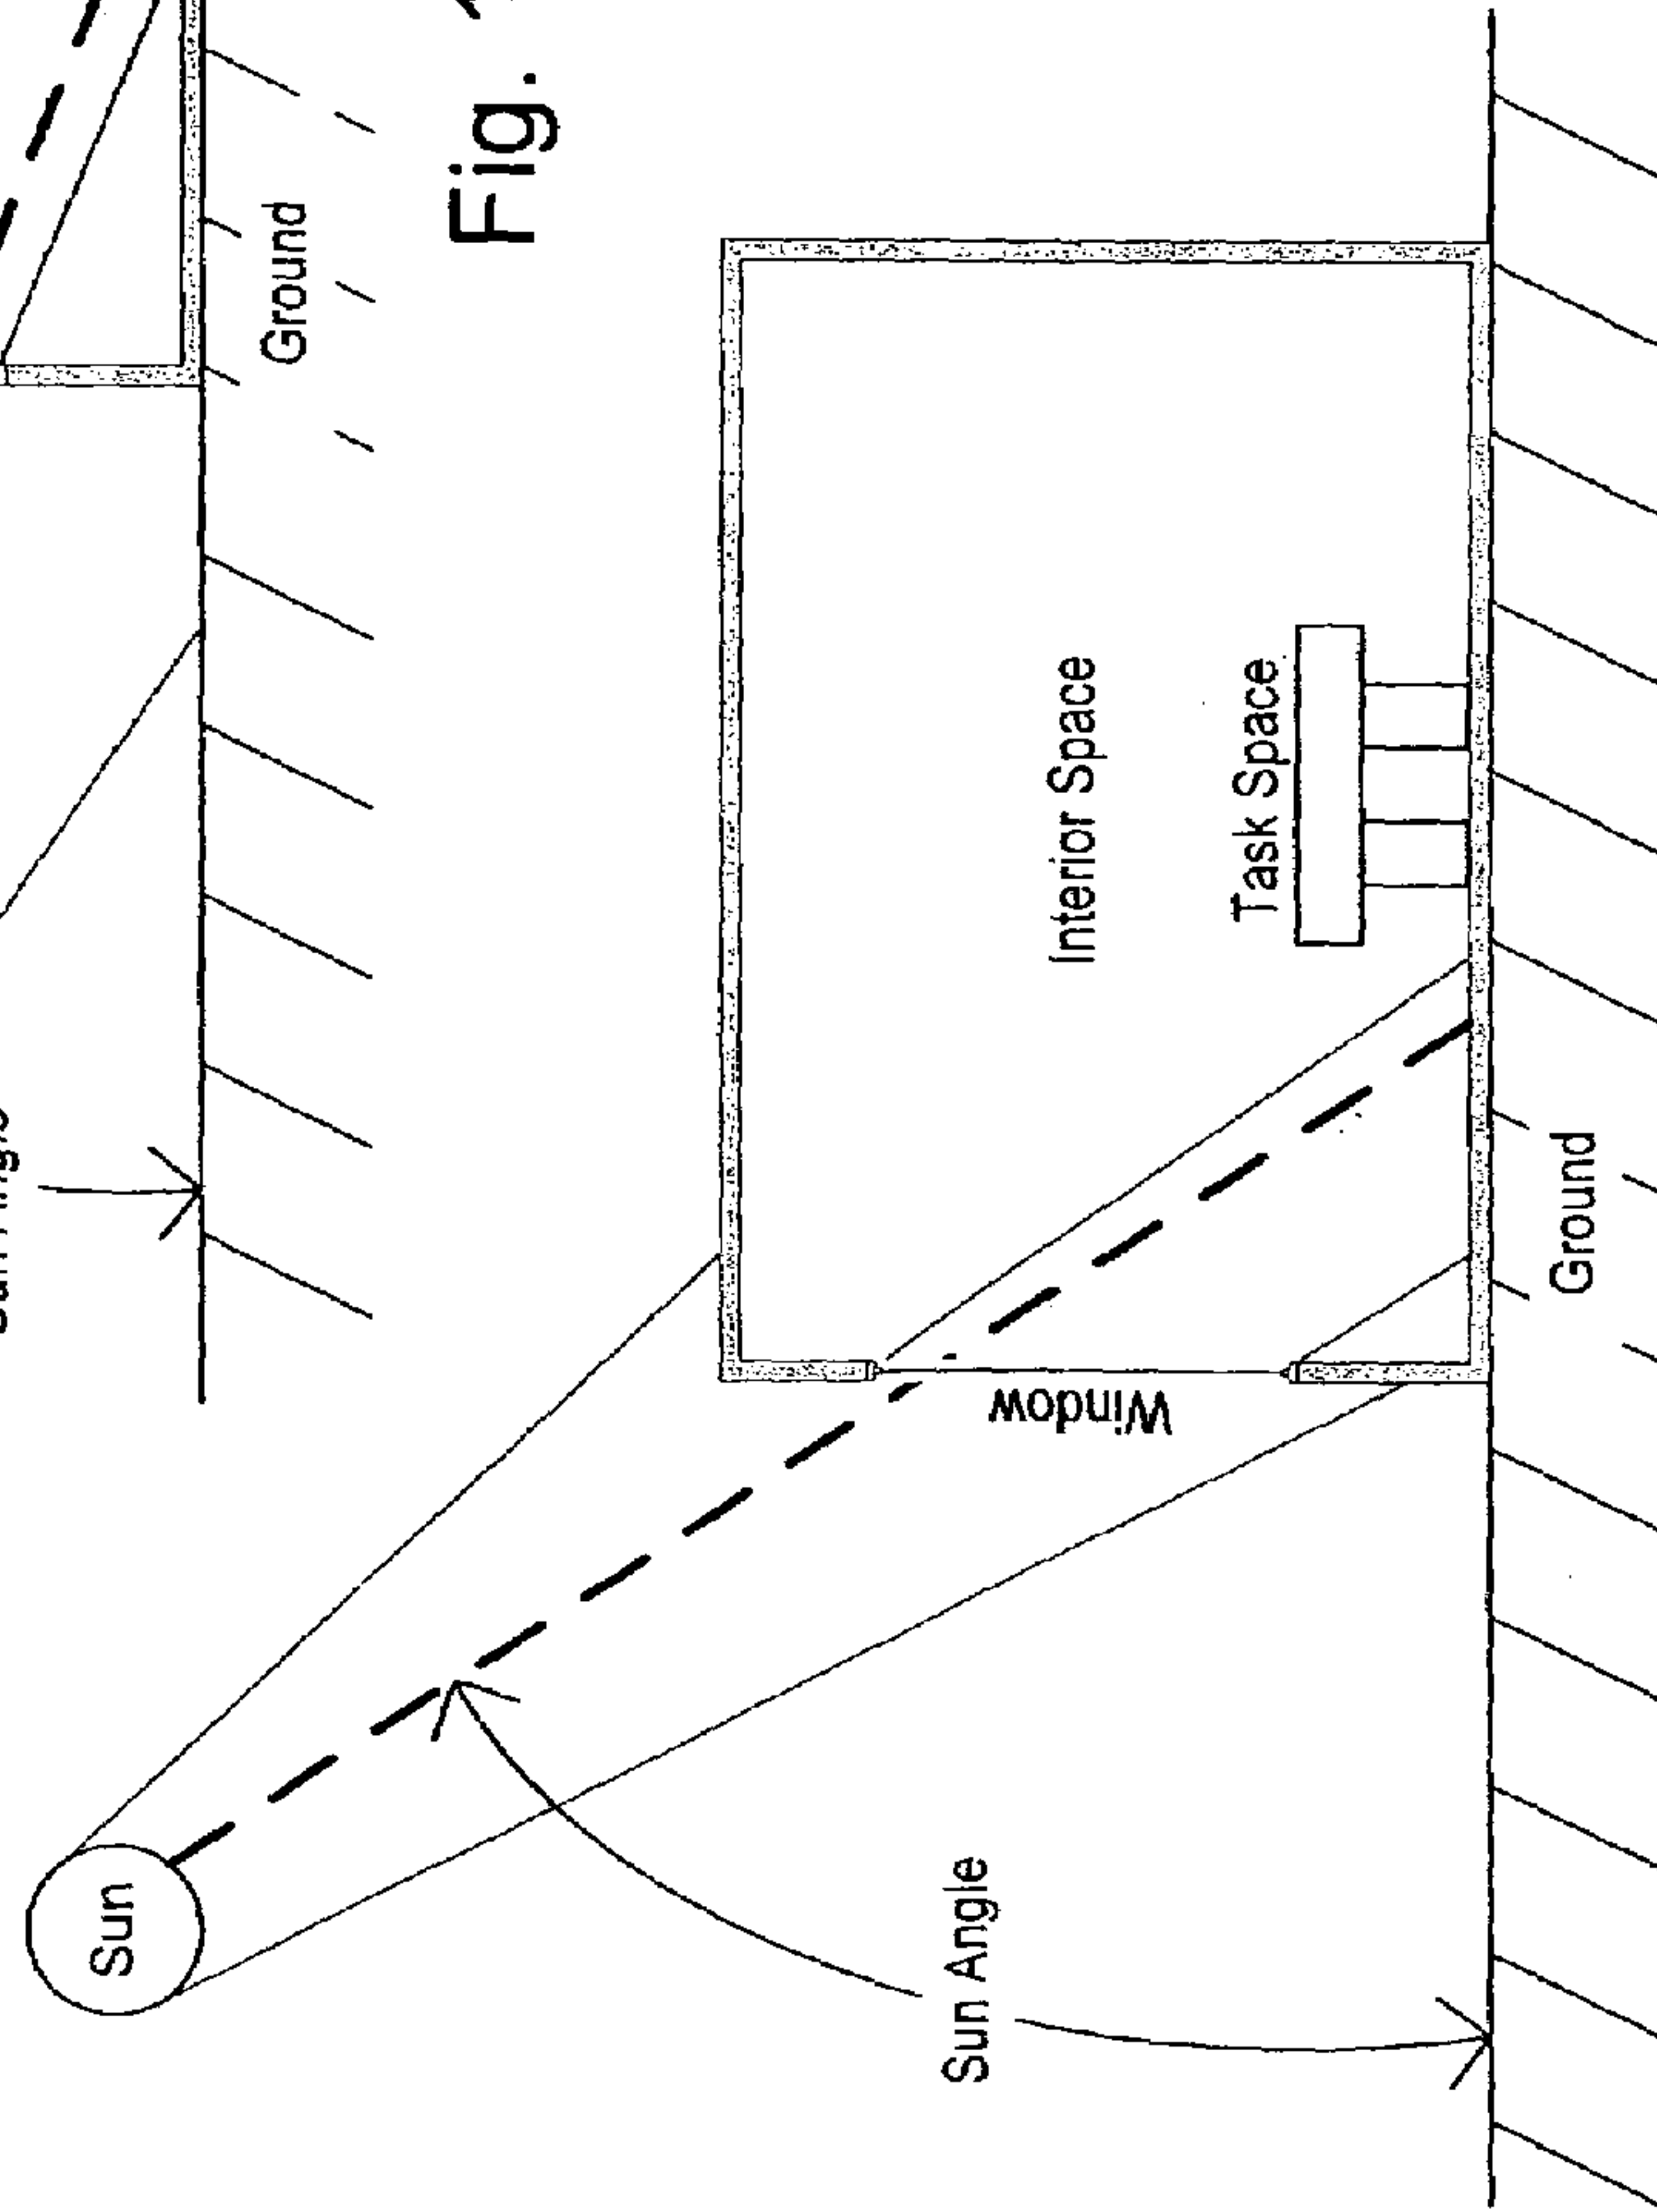 Sun
Ground
Fig.
Sun Angle
Window
Interior Space
Task Space
Ground